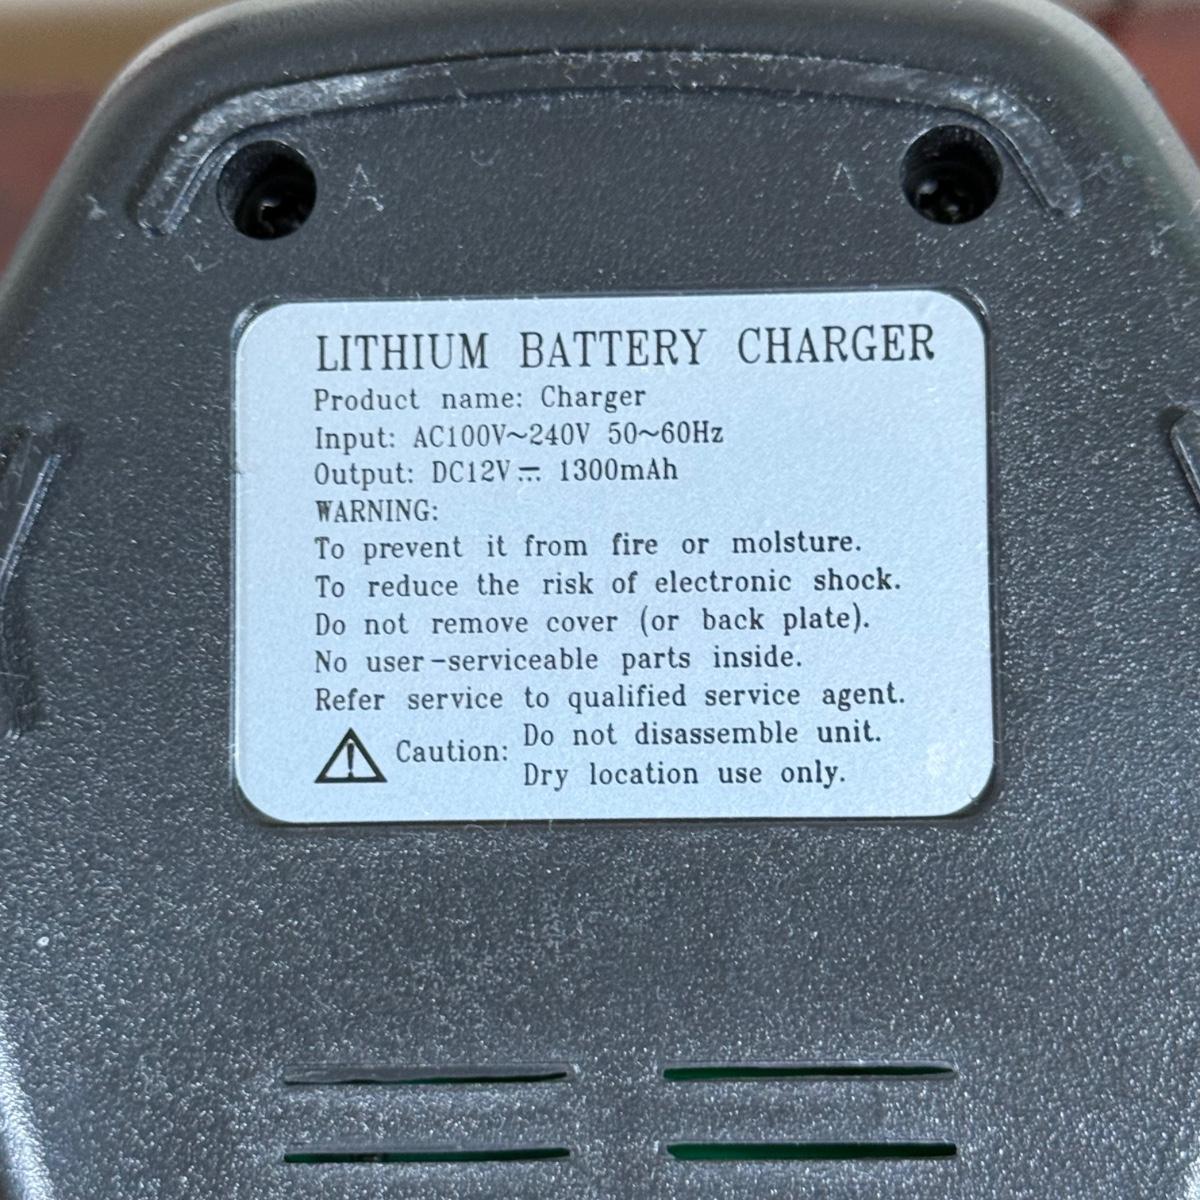 A A
LITHIUM BATTERY CHARGER
Product name: Charger
Input: AC100V~240V 50~60Hz
Output: DC12V⎓ 1300mAh
WARNING:
To prevent it from fire or molsture.
To reduce the risk of electronic shock.
Do not remove cover (or back plate).
No user-serviceable parts inside.
Refer service to qualified service agent.
Caution: Do not disassemble unit.
Dry location use only.